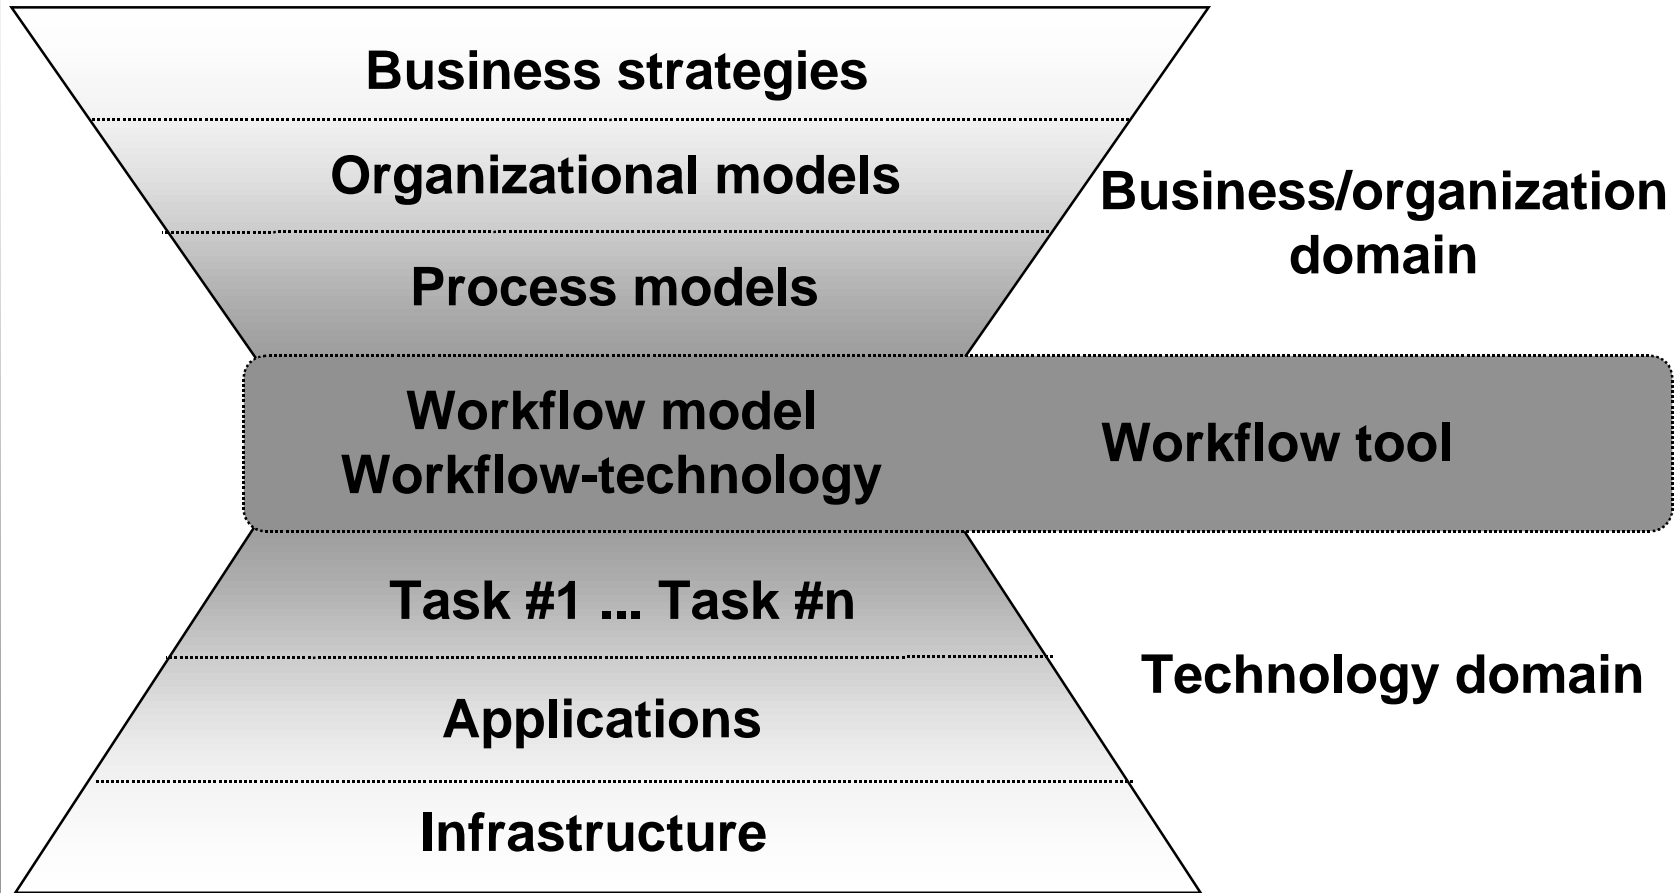 Business strategies
Organizational models
Process models
Business/organization
domain
Workflow model
Workflow-technology
Workflow tool
Task #1 ... Task #n
Applications
Infrastructure
Technology domain